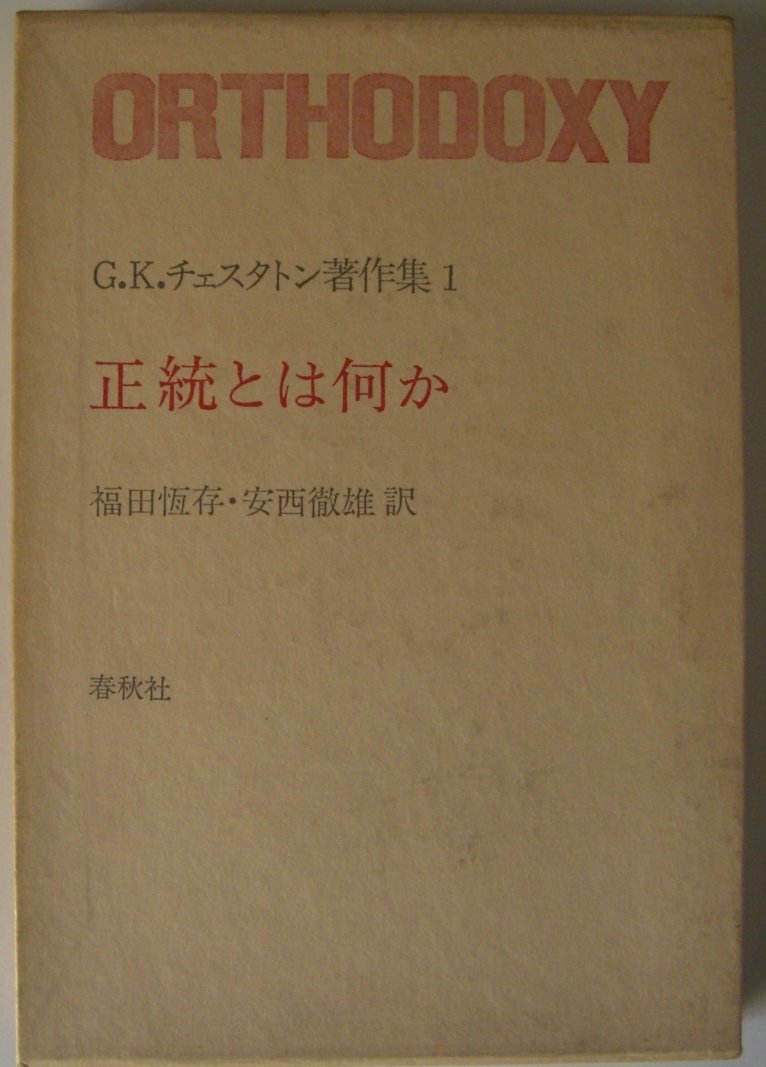 ORTHODOXY
G.K.チェスタトン著作集 1
正統とは何か
福田恆存・安西徹雄 訳
春秋社